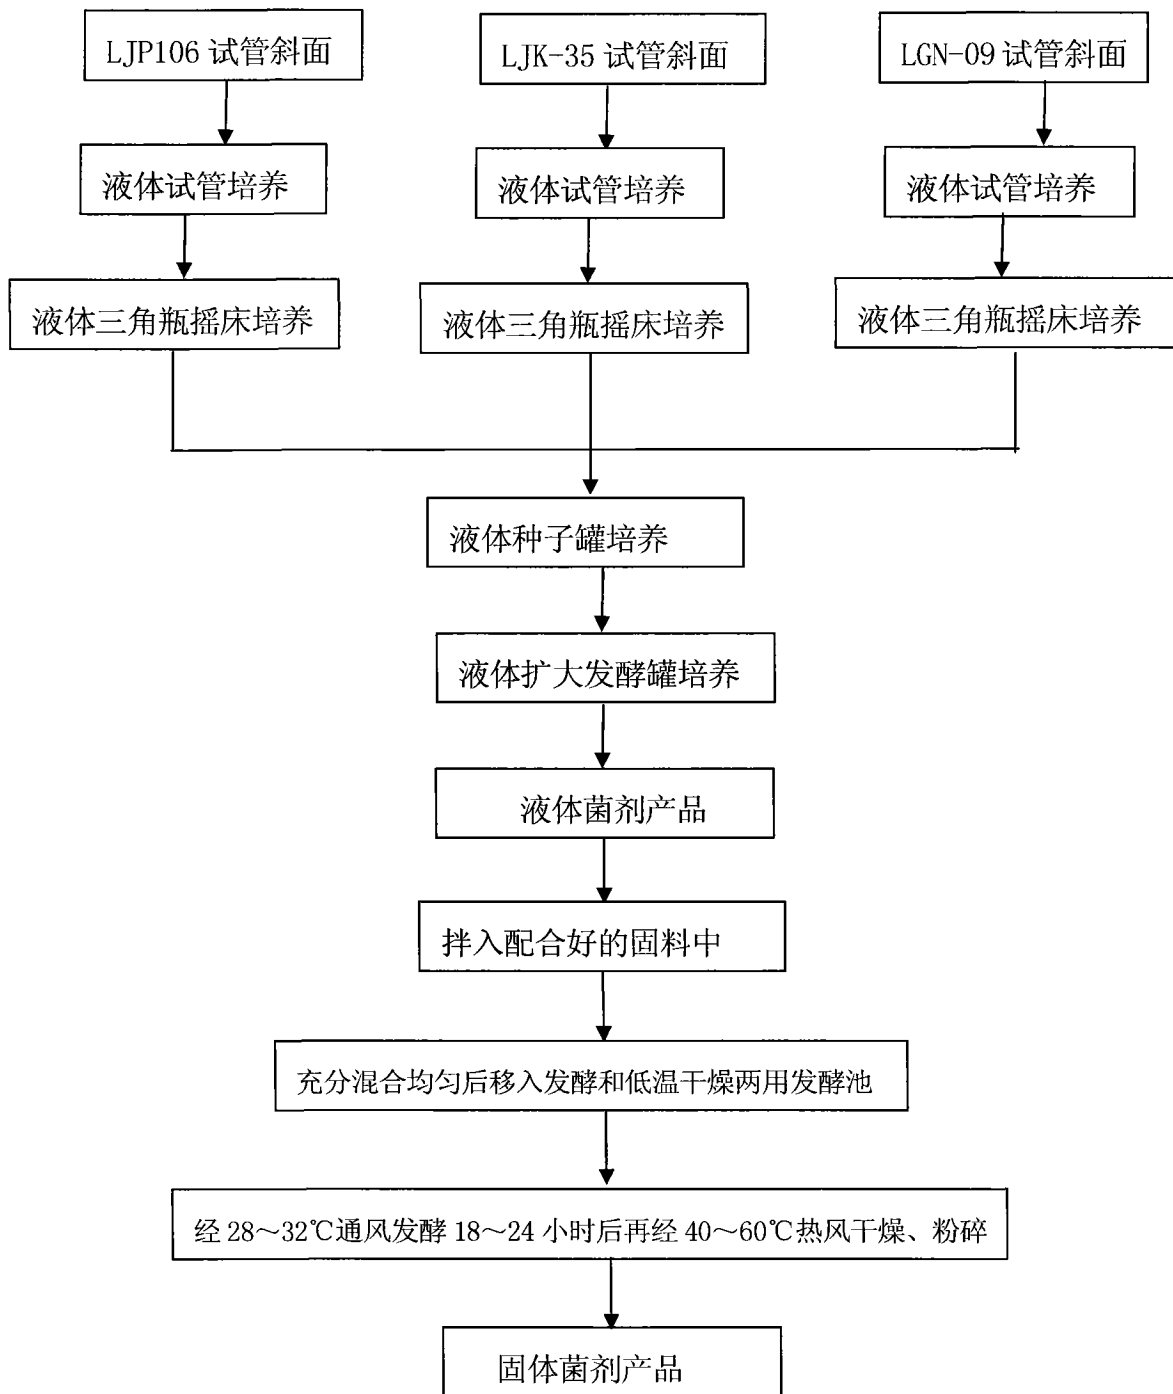 LJP106 试管斜面
LJK-35 试管斜面
LGN-09 试管斜面
液体试管培养
液体试管培养
液体试管培养
液体三角瓶摇床培养
液体三角瓶摇床培养
液体三角瓶摇床培养
液体种子罐培养
液体扩大发酵罐培养
液体菌剂产品
拌入配合好的固料中
充分混合均匀后移入发酵和低温干燥两用发酵池
经 28～32℃通风发酵 18～24 小时后再经 40～60℃热风干燥、粉碎
固体菌剂产品